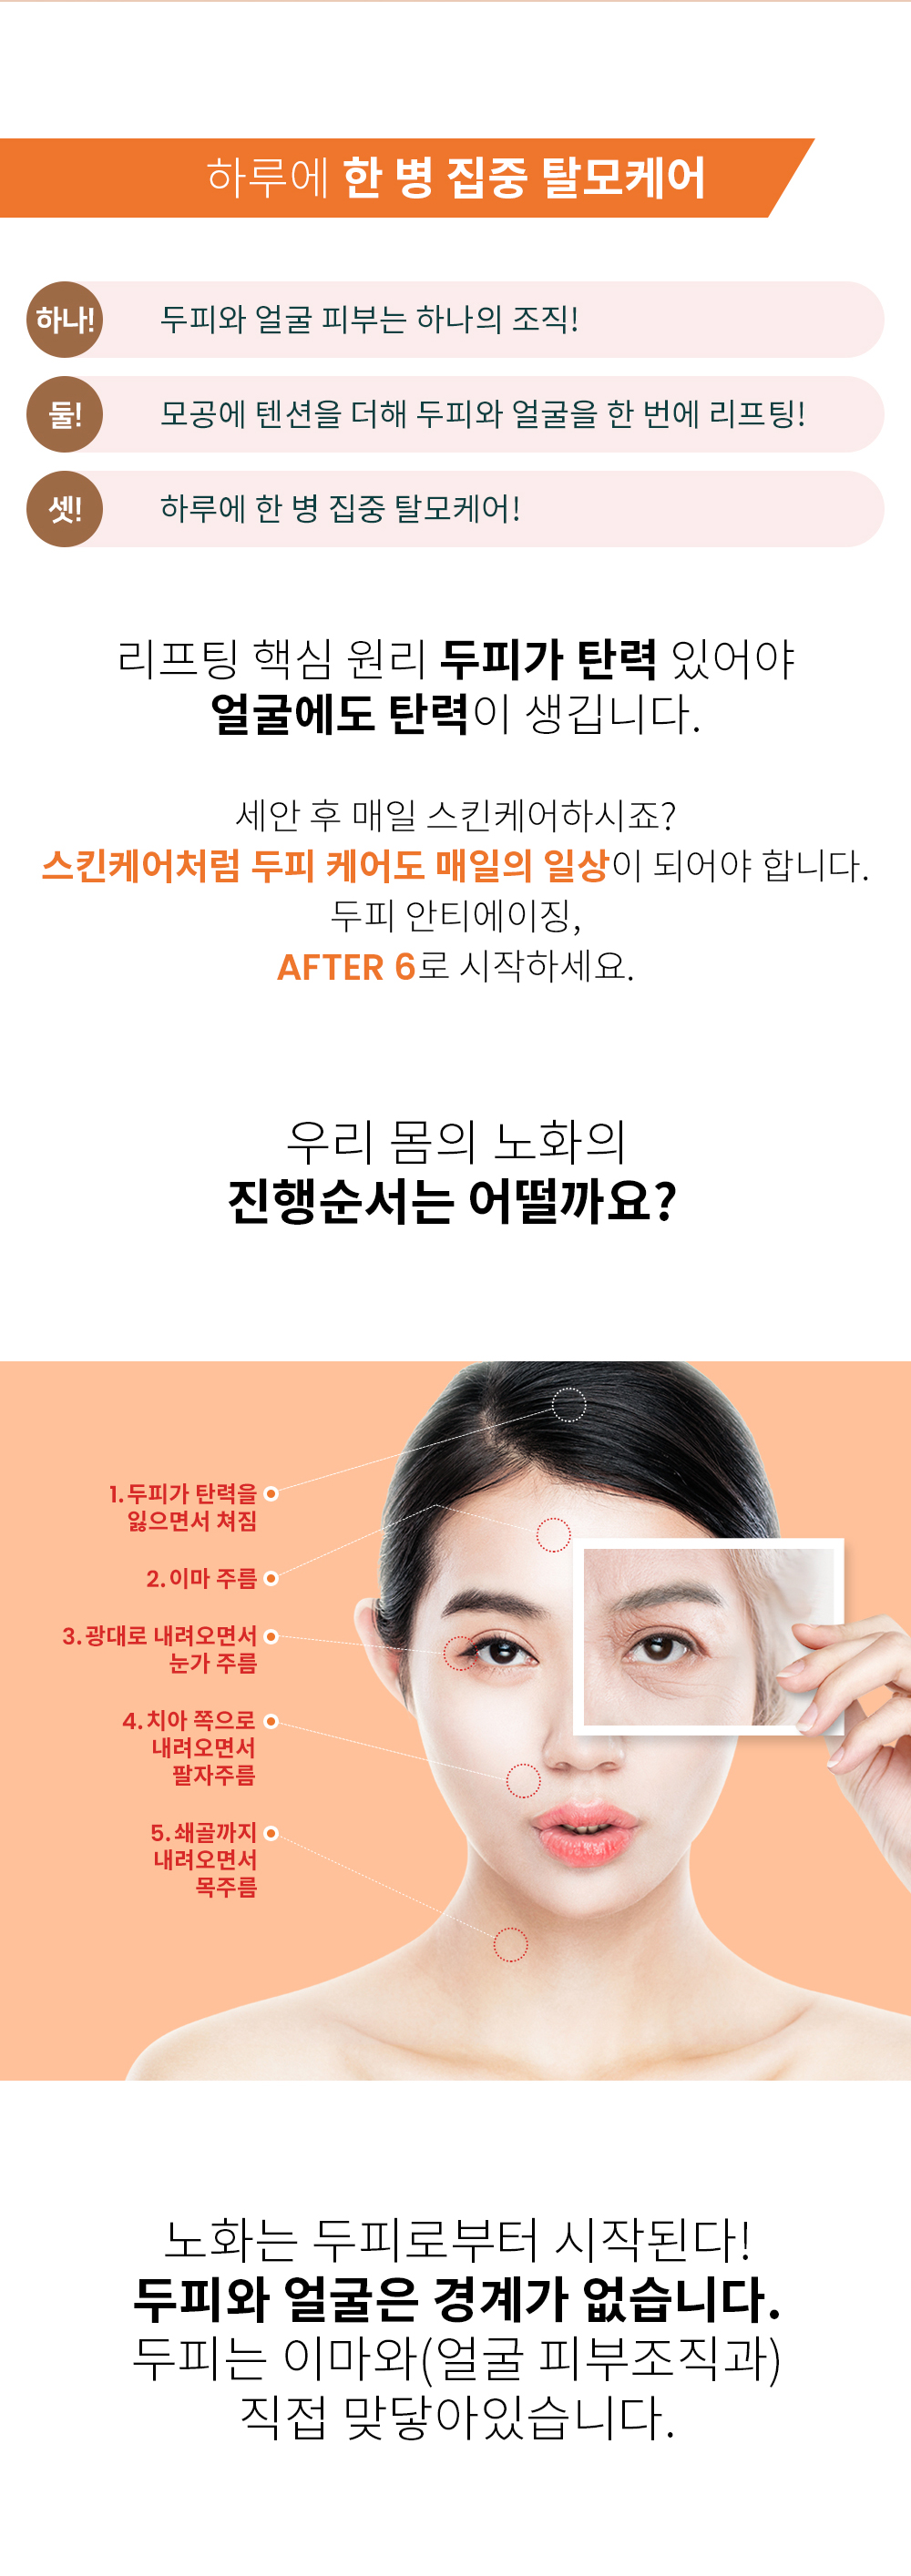 하루에 한 병 집중 탈모케어
하나! 두피와 얼굴 피부는 하나의 조직!
둘! 모공에 텐션을 더해 두피와 얼굴을 한 번에 리프팅!
셋! 하루에 한 병 집중 탈모케어!
리프팅 핵심 원리 두피가 탄력 있어야
얼굴에도 탄력이 생깁니다.
세안 후 매일 스킨케어하시죠?
스킨케어처럼 두피 케어도 매일의 일상이 되어야 합니다.
두피 안티에이징,
AFTER 6로 시작하세요.
우리 몸의 노화의
진행순서는 어떨까요?
1. 두피가 탄력을
잃으면서 쳐짐
2. 이마 주름
3. 광대로 내려오면서
눈가 주름
4. 치아 쪽으로
내려오면서
팔자주름
5. 쇄골까지
내려오면서
목주름
노화는 두피로부터 시작된다!
두피와 얼굴은 경계가 없습니다.
두피는 이마와(얼굴 피부조직과)
직접 맞닿아있습니다.